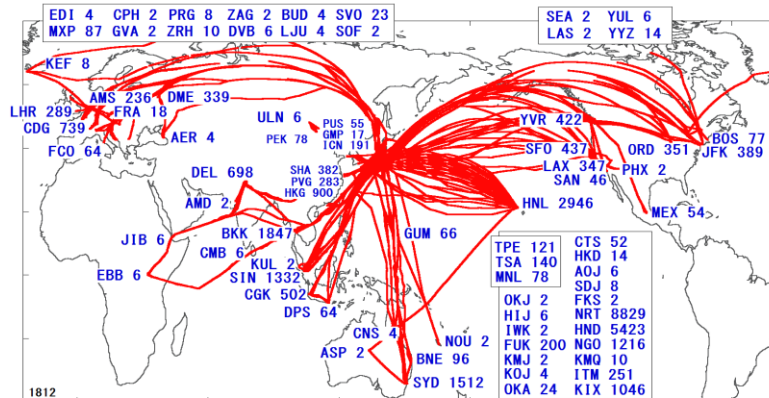 EDI 4 CPH 2 PRG 8 ZAG 2 BUD 4 SVO 23
MXP 87 GVA 2 ZRH 10 DVB 6 LJU 4 SOF 2
SEA 2 YUL 6
LAS 2 YYZ 14
KEF 8
AMS 236
DME 339
LHR 289
FRA 18
CDG 739
FCO 64
AER 4
ULN 6
PEK 78
PUS 55
GMP 17
ICN 191
SHA 382
PVG 283
HKG 900
DEL 698
AMD 2
JIB 6
BKK 1847
CMB 6
EBB 6
KUL 2
SIN 1332
CGK 502
DPS 64
GUM 66
CNS 4
ASP 2
NOU 2
BNE 96
SYD 1512
YVR 422
SFO 437
LAX 347
SAN 46
ORD 351
BOS 77
JFK 389
PHX 2
HNL 2946
MEX 54
TPE 121
TSA 140
MNL 78
CTS 52
HKD 14
AOJ 6
SDJ 8
OKJ 2
FKS 2
HIJ 6
NRT 8829
IWK 2
HND 5423
FUK 200
NGO 1216
KMJ 2
KMQ 10
KOJ 4
ITM 251
OKA 24
KIX 1046
1812